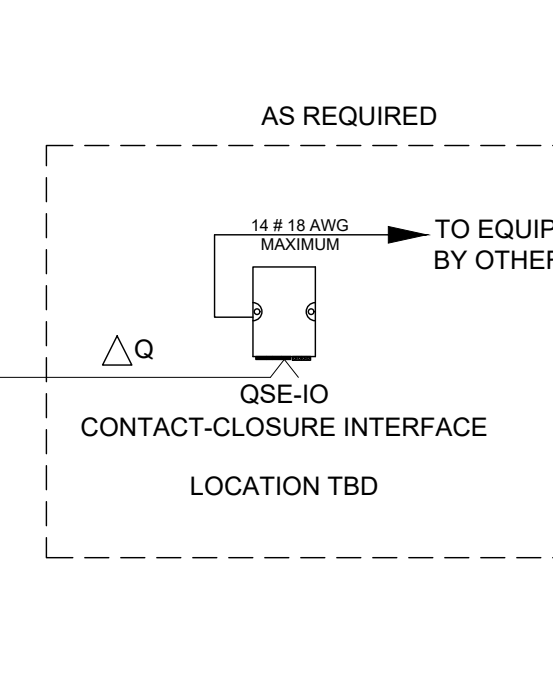 AS REQUIRED
14 # 18 AWG
MAXIMUM
TO EQUIP
BY OTHER
Q
QSE-IO
CONTACT-CLOSURE INTERFACE
LOCATION TBD